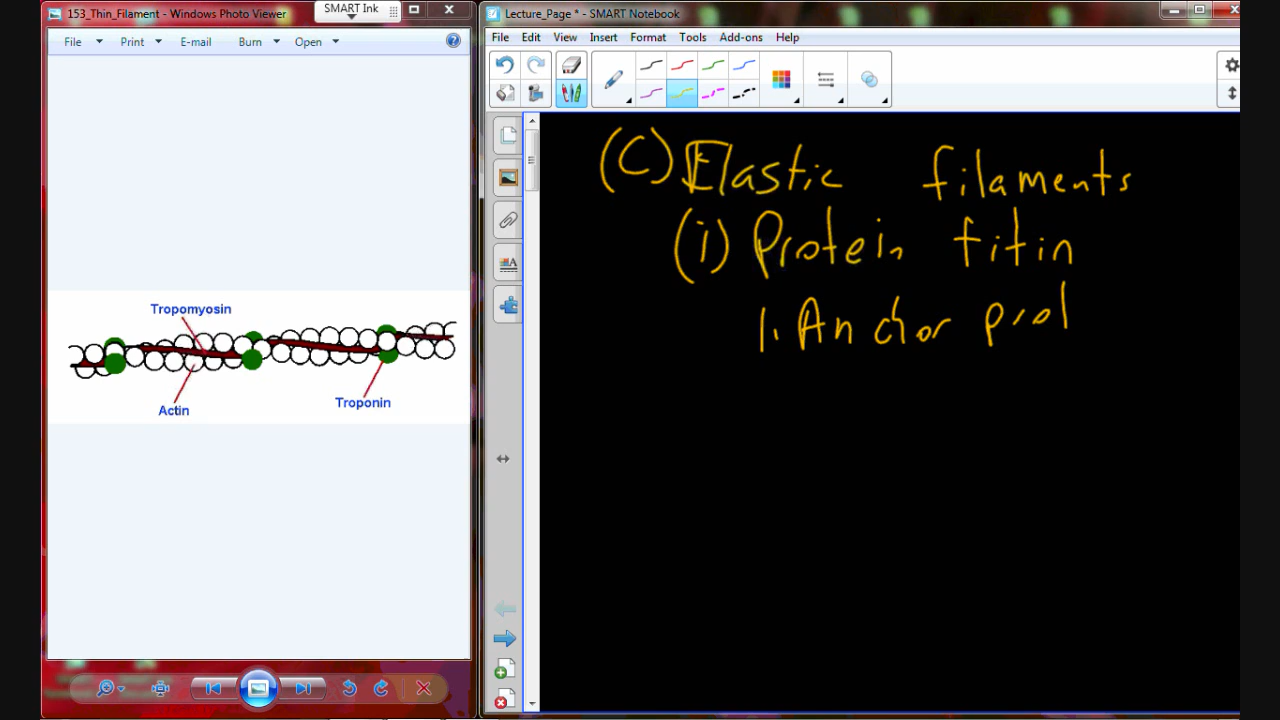 153_Thin_Filament - Windows Photo Viewer
SMART Ink
File Print E-mail Burn Open
Tropomyosin
Actin
Troponin
Lecture_Page * - SMART Notebook
File Edit View Insert Format Tools Add-ons Help
(C) Elastic filaments
(i) Protein titin
1. Anchor prot